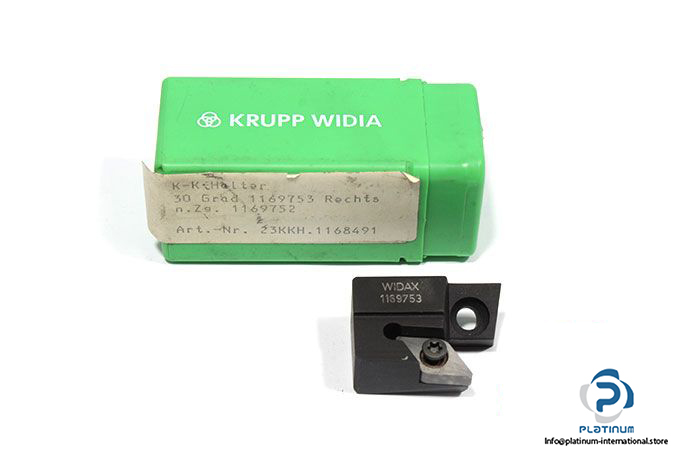 KRUPP WIDIA
K-K-Halter
30 Grad 1169753 Rechts
n.Zg. 1169752
Art.-Nr. 23KKH.1168491
WIDAX
1169753
PLATINUM
Info@platinum-international.store